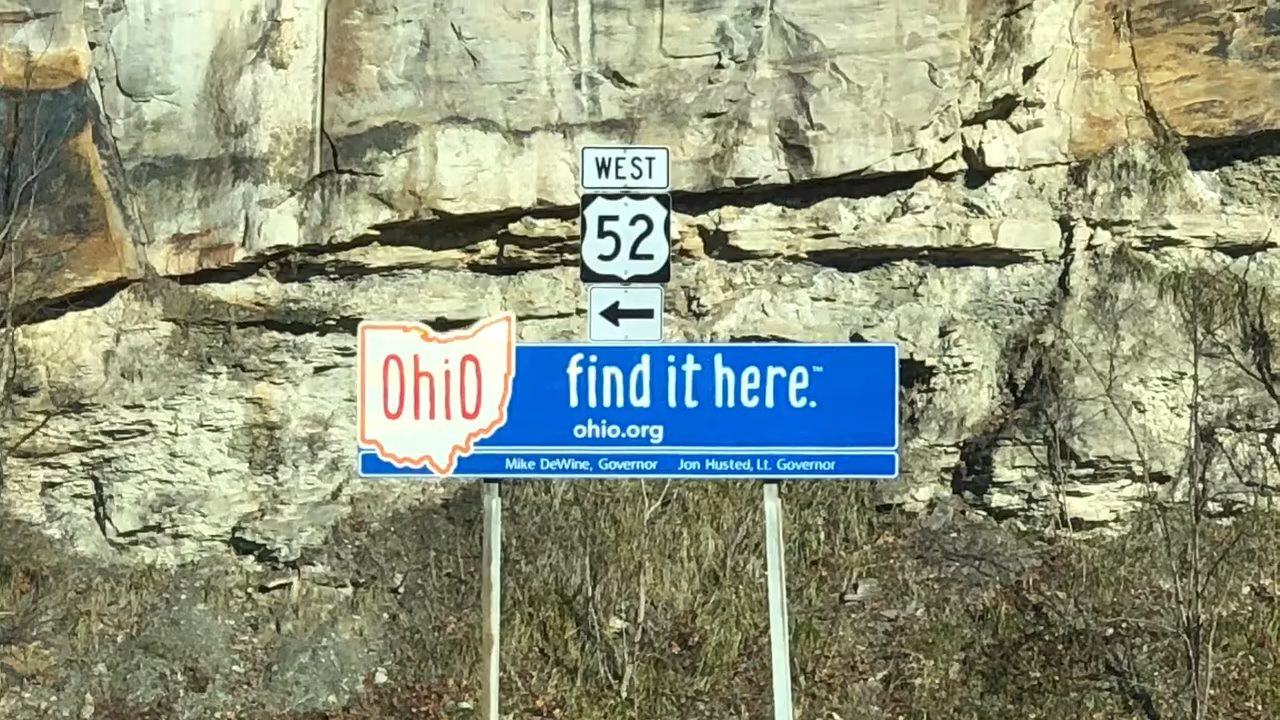 WEST
52
OhiO
find it here.™
ohio.org
Mike DeWine, Governor Jon Husted, Lt. Governor